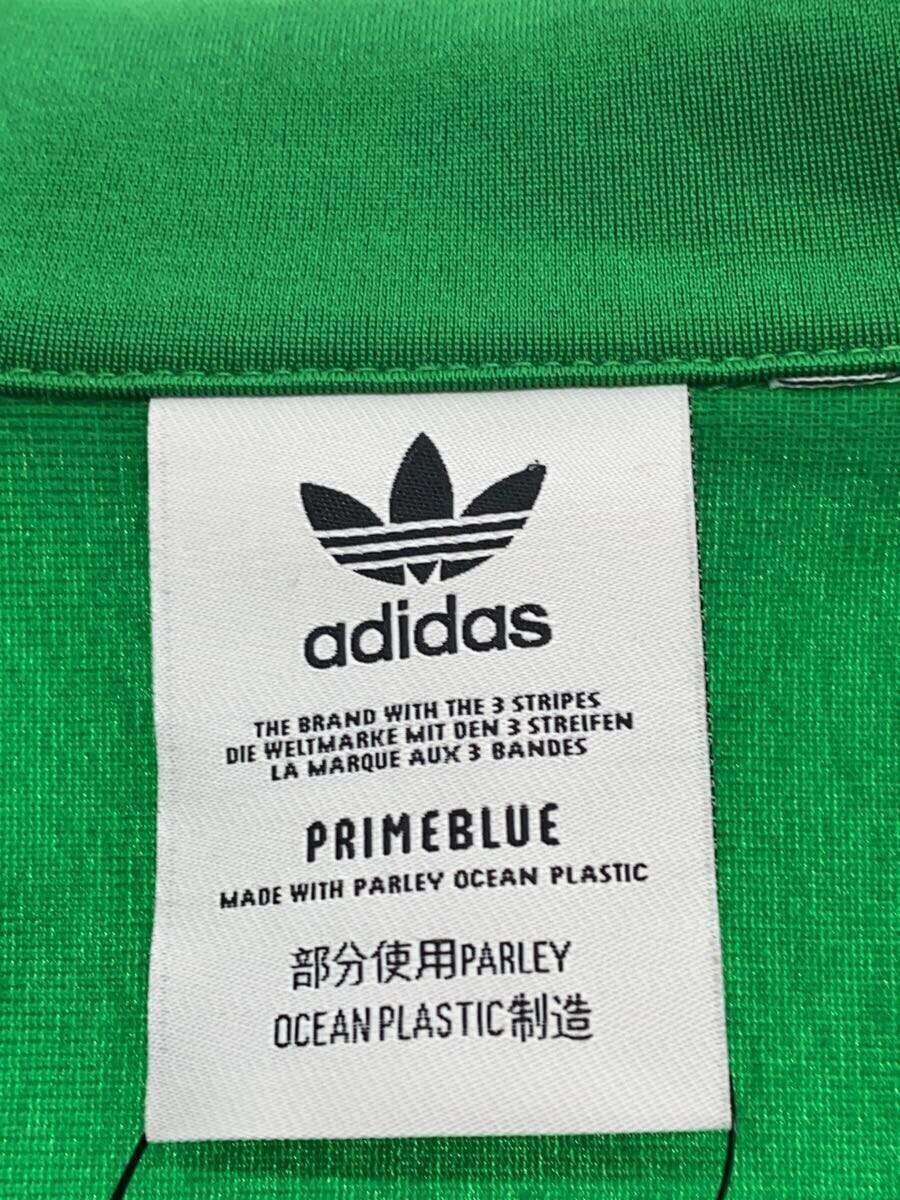 adidas
THE BRAND WITH THE 3 STRIPES
DIE WELTMARKE MIT DEN 3 STREIFEN
LA MARQUE AUX 3 BANDES
PRIMEBLUE
MADE WITH PARLEY OCEAN PLASTIC
部分使用PARLEY
OCEAN PLASTIC制造